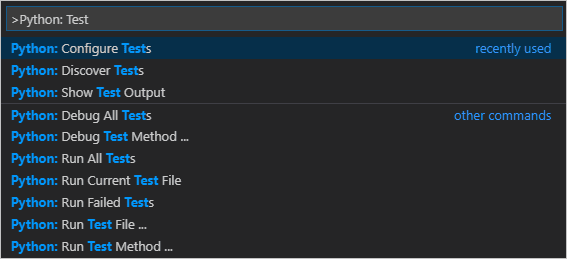 >Python: Test
Python: Configure Tests recently used
Python: Discover Tests
Python: Show Test Output
Python: Debug All Tests other commands
Python: Debug Test Method ...
Python: Run All Tests
Python: Run Current Test File
Python: Run Failed Tests
Python: Run Test File ...
Python: Run Test Method ...